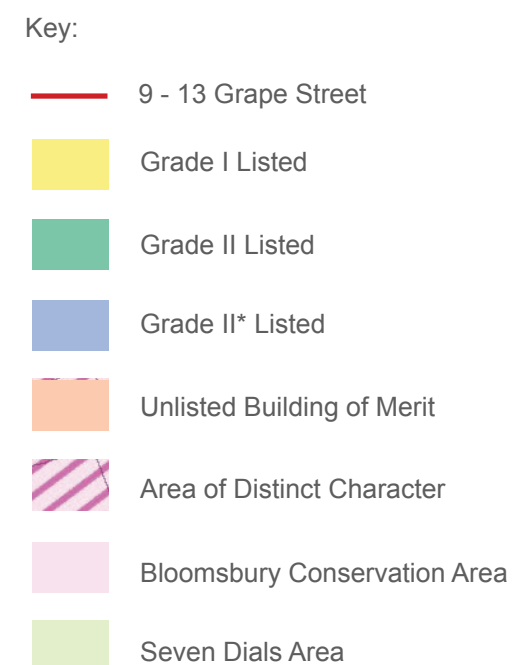 Key:
9 - 13 Grape Street
Grade I Listed
Grade II Listed
Grade II* Listed
Unlisted Building of Merit
Area of Distinct Character
Bloomsbury Conservation Area
Seven Dials Area